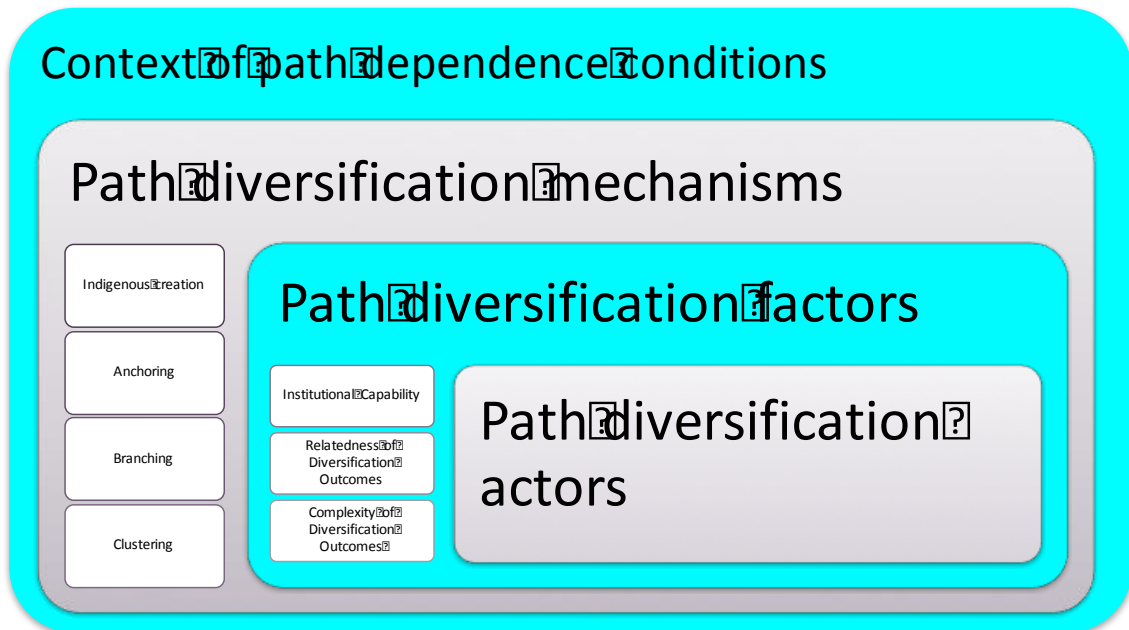 Context of path dependence conditions
Path diversification mechanisms
Indigenous creation
Anchoring
Branching
Clustering
Path diversification factors
Institutional Capability
Relatedness of
Diversification
Outcomes
Complexity of
Diversification
Outcomes
Path diversification
actors